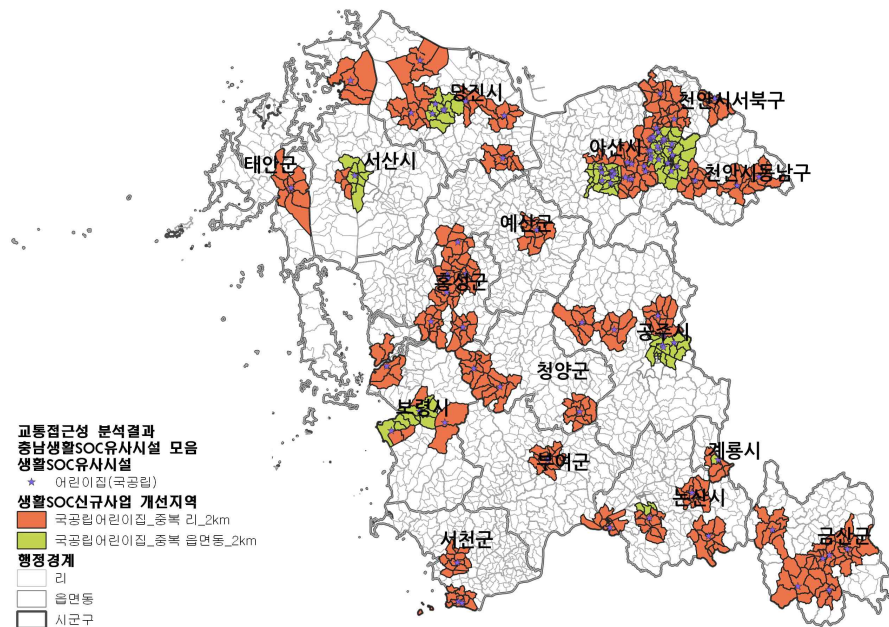 당진시
천안시서북구
아산시
태안군
서산시
천안시동남구
예산군
홍성군
공주시
청양군
보령시
부여군
계룡시
논산시
서천군
금산군
교통접근성 분석결과
충남생활SOC유사시설 모음
생활SOC유사시설
어린이집(국공립)
생활SOC신규사업 개선지역
국공립어린이집_중복 리_2km
국공립어린이집_중복 읍면동_2km
행정경계
리
읍면동
시군구